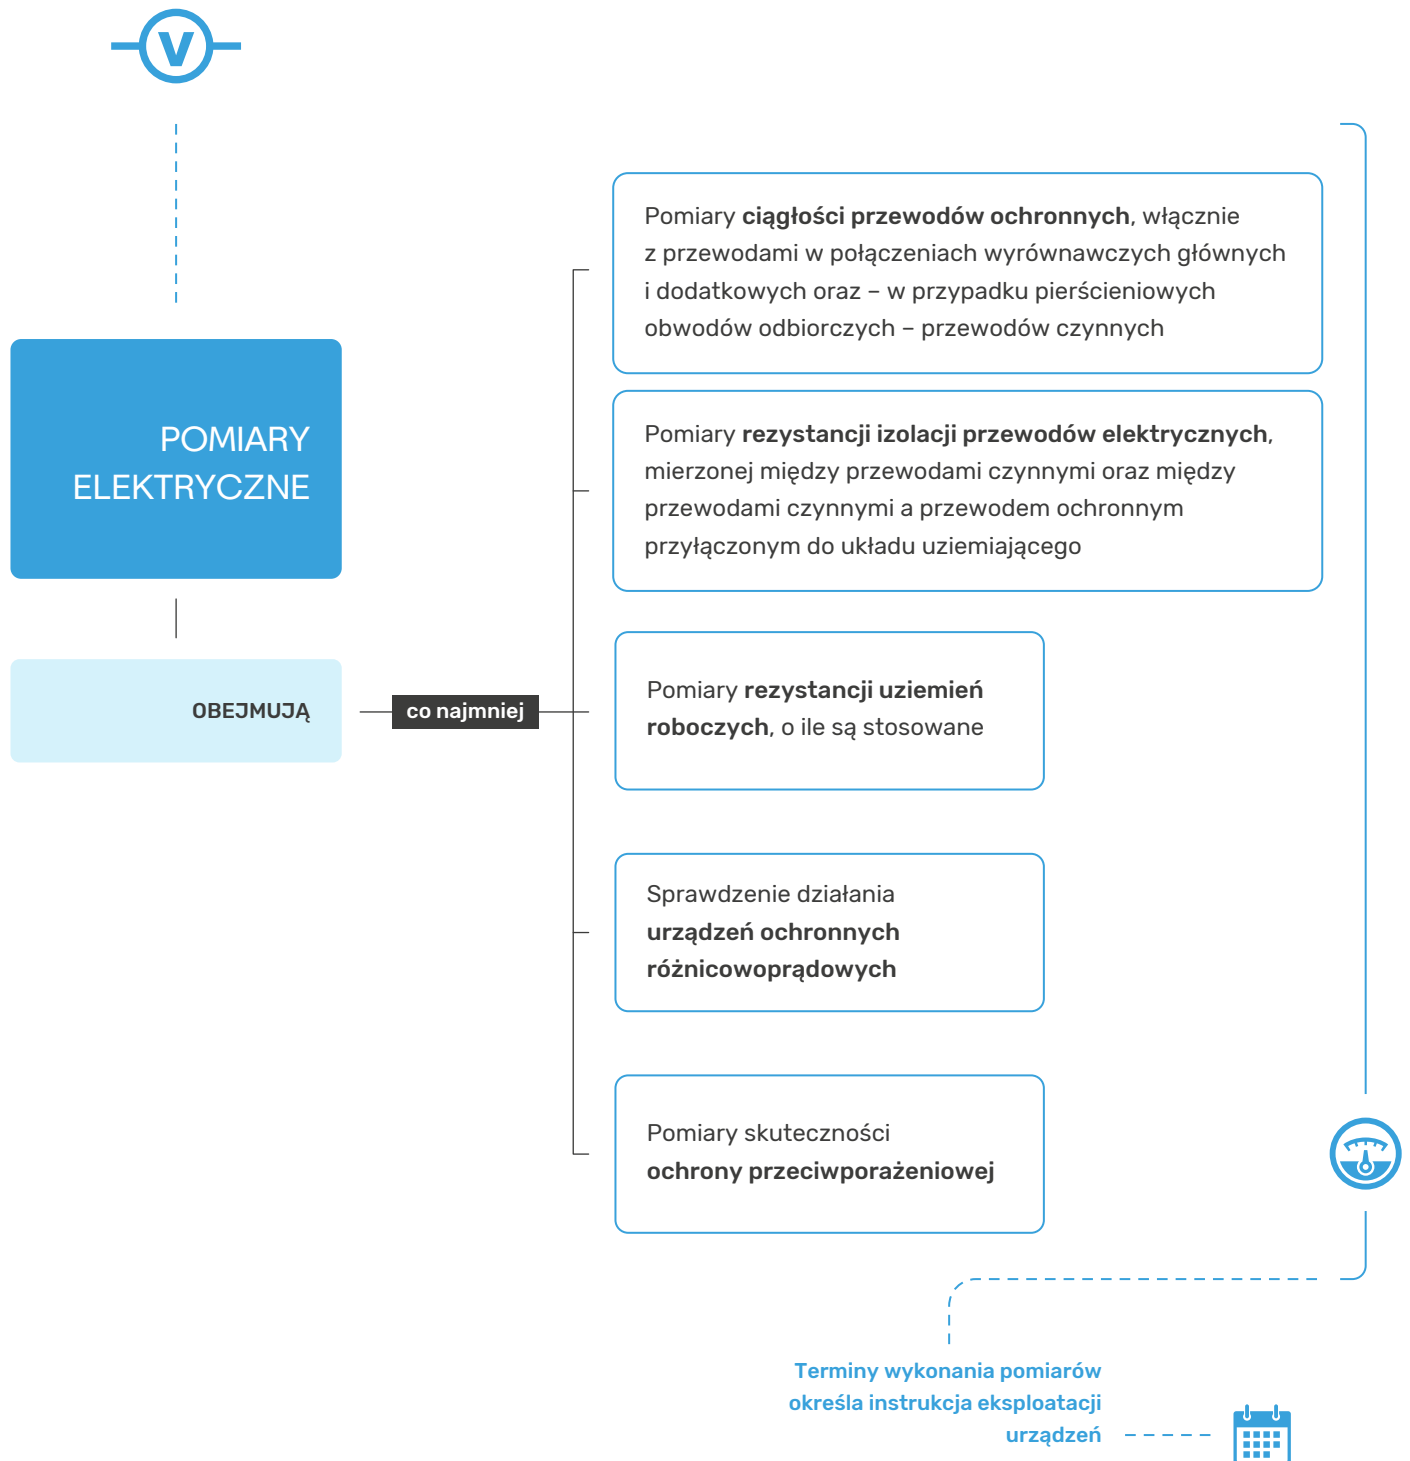 V
POMIARY
ELEKTRYCZNE
OBEJMUJĄ
co najmniej
Pomiary ciągłości przewodów ochronnych, włącznie
z przewodami w połączeniach wyrównawczych głównych
i dodatkowych oraz – w przypadku pierścieniowych
obwodów odbiorczych – przewodów czynnych
Pomiary rezystancji izolacji przewodów elektrycznych,
mierzonej między przewodami czynnymi oraz między
przewodami czynnymi a przewodem ochronnym
przyłączonym do układu uziemiającego
Pomiary rezystancji uziemień
roboczych, o ile są stosowane
Sprawdzenie działania
urządzeń ochronnych
różnicowoprądowych
Pomiary skuteczności
ochrony przeciwporażeniowej
Terminy wykonania pomiarów
określa instrukcja eksploatacji
urządzeń